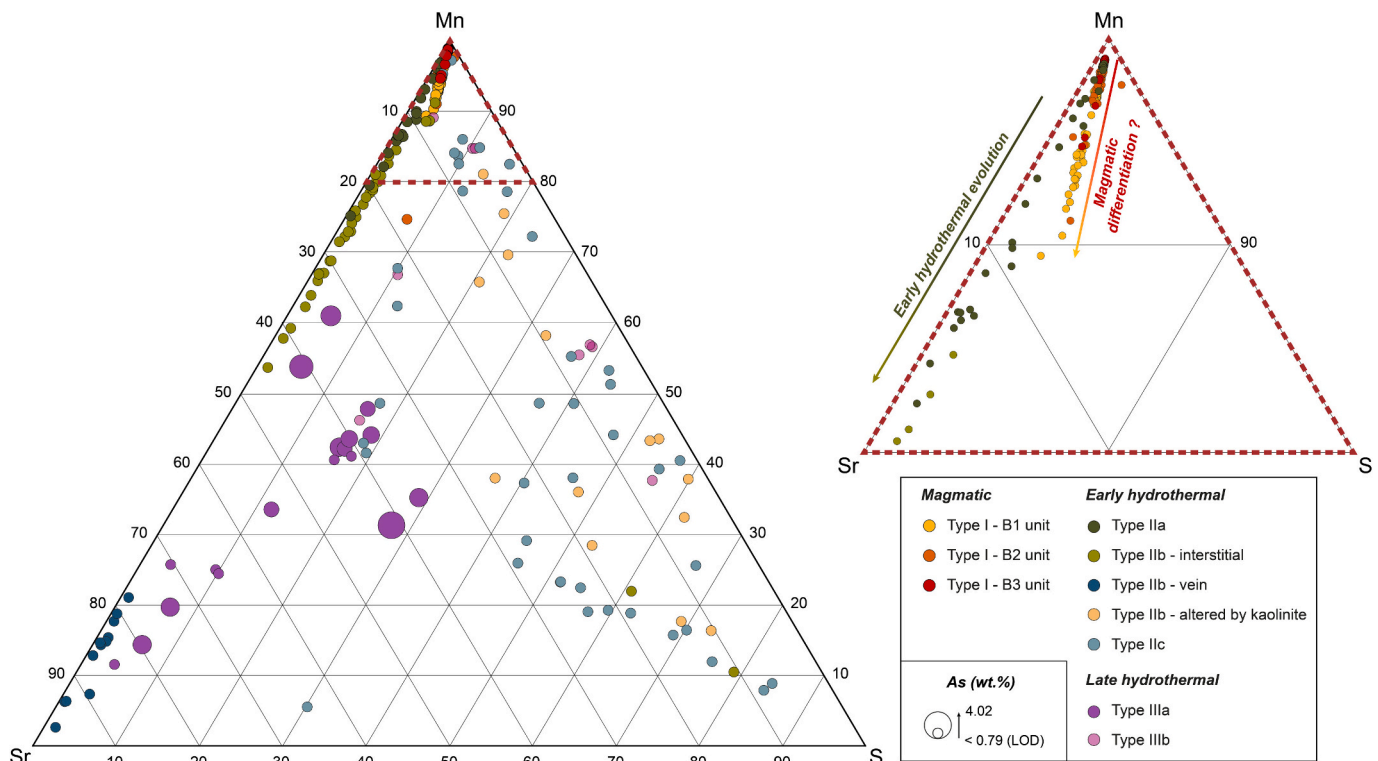 Mn
10
90
20
80
30
70
40
60
50
50
60
40
70
30
80
20
90
10
Sr
10
20
30
40
50
60
70
80
90
S
Mn
Early hydrothermal evolution
Magmatic
differentiation ?
10
90
Sr
S
Magmatic
Type I - B1 unit
Type I - B2 unit
Type I - B3 unit
Early hydrothermal
Type IIa
Type IIb - interstitial
Type IIb - vein
Type IIb - altered by kaolinite
Type IIc
As (wt.%)
4.02
< 0.79 (LOD)
Late hydrothermal
Type IIIa
Type IIIb